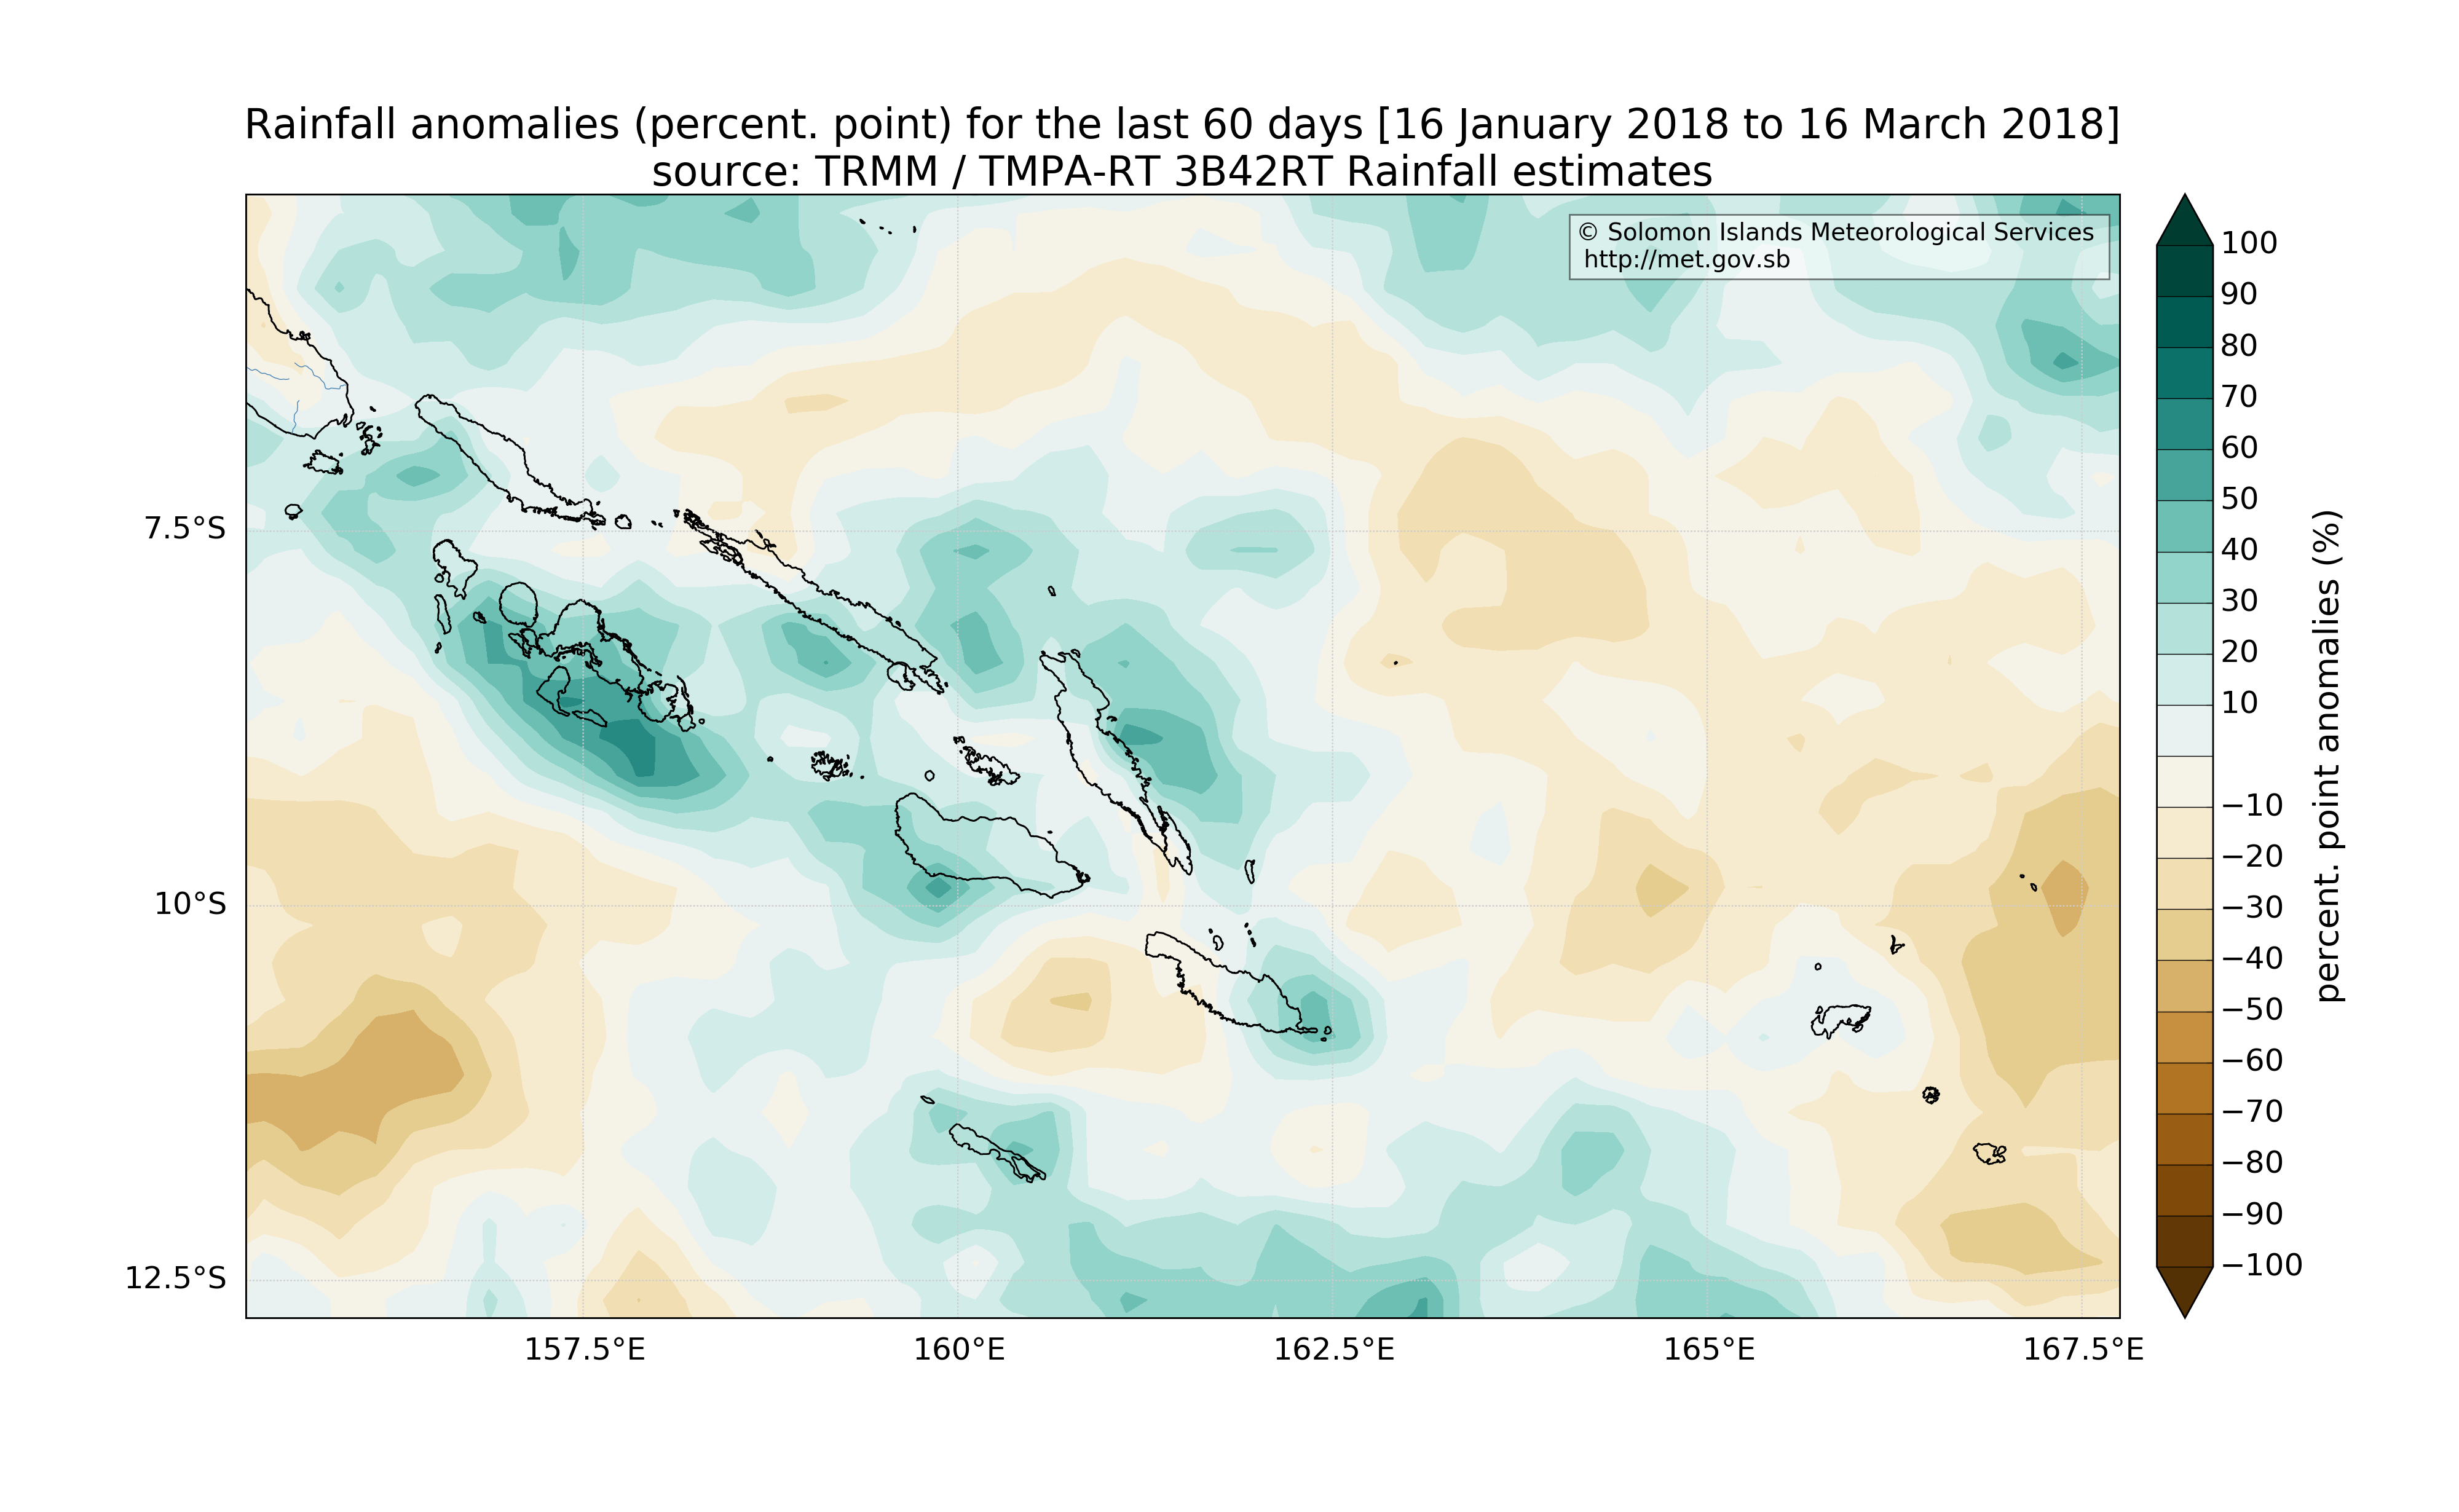 Rainfall anomalies (percent. point) for the last 60 days [16 January 2018 to 16 March 2018]
source: TRMM / TMPA-RT 3B42RT Rainfall estimates
© Solomon Islands Meteorological Services
http://met.gov.sb
7.5°S
10°S
12.5°S
157.5°E
160°E
162.5°E
165°E
167.5°E
100
90
80
70
60
50
40
30
20
10
−10
−20
−30
−40
−50
−60
−70
−80
−90
−100
percent. point anomalies (%)